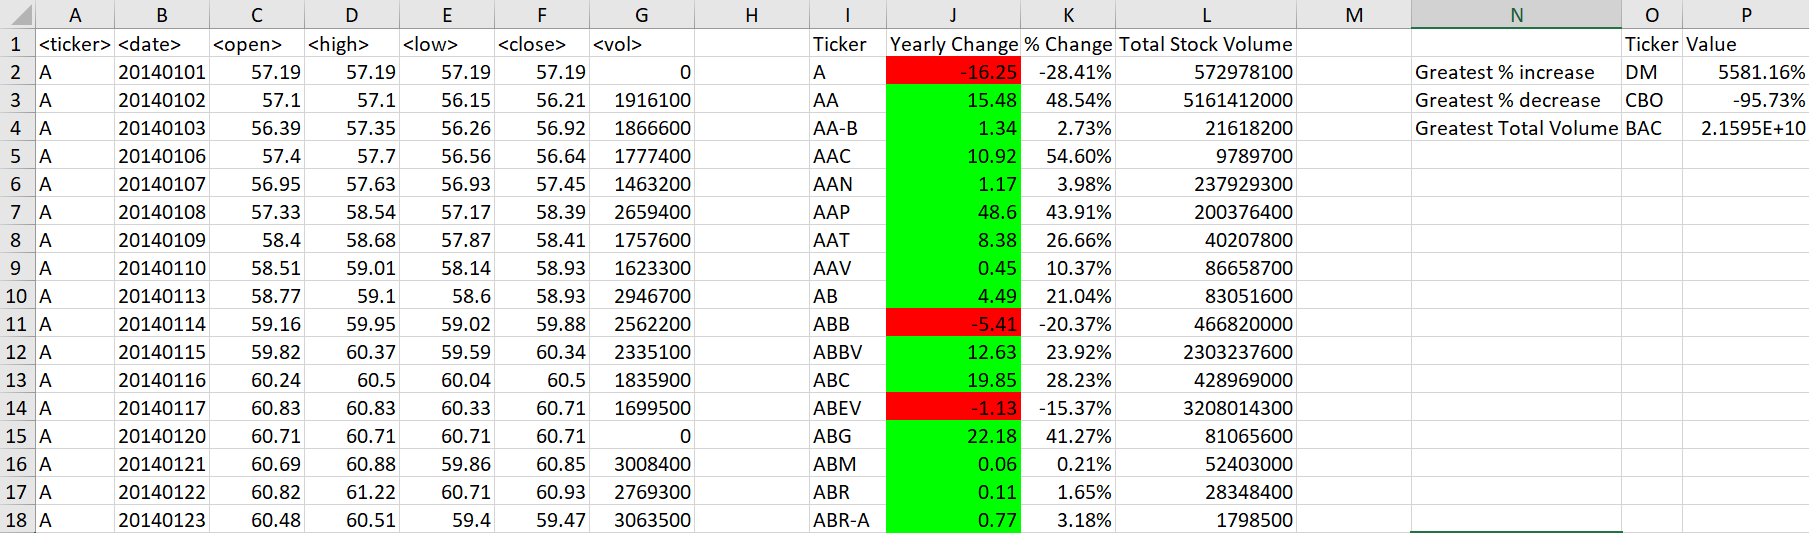 A B C D E F G H I J K L M N O P
1 <ticker> <date> <open> <high> <low> <close> <vol> Ticker Yearly Change % Change Total Stock Volume Ticker Value
2 A 20140101 57.19 57.19 57.19 57.19 0 A -16.25 -28.41% 572978100 Greatest % increase DM 5581.16%
3 A 20140102 57.1 57.1 56.15 56.21 1916100 AA 15.48 48.54% 5161412000 Greatest % decrease CBO -95.73%
4 A 20140103 56.39 57.35 56.26 56.92 1866600 AA-B 1.34 2.73% 21618200 Greatest Total Volume BAC 2.1595E+10
5 A 20140106 57.4 57.7 56.56 56.64 1777400 AAC 10.92 54.60% 9789700
6 A 20140107 56.95 57.63 56.93 57.45 1463200 AAN 1.17 3.98% 237929300
7 A 20140108 57.33 58.54 57.17 58.39 2659400 AAP 48.6 43.91% 200376400
8 A 20140109 58.4 58.68 57.87 58.41 1757600 AAT 8.38 26.66% 40207800
9 A 20140110 58.51 59.01 58.14 58.93 1623300 AAV 0.45 10.37% 86658700
10 A 20140113 58.77 59.1 58.6 58.93 2946700 AB 4.49 21.04% 83051600
11 A 20140114 59.16 59.95 59.02 59.88 2562200 ABB -5.41 -20.37% 466820000
12 A 20140115 59.82 60.37 59.59 60.34 2335100 ABBV 12.63 23.92% 2303237600
13 A 20140116 60.24 60.5 60.04 60.5 1835900 ABC 19.85 28.23% 428969000
14 A 20140117 60.83 60.83 60.33 60.71 1699500 ABEV -1.13 -15.37% 3208014300
15 A 20140120 60.71 60.71 60.71 60.71 0 ABG 22.18 41.27% 81065600
16 A 20140121 60.69 60.88 59.86 60.85 3008400 ABM 0.06 0.21% 52403000
17 A 20140122 60.82 61.22 60.71 60.93 2769300 ABR 0.11 1.65% 28348400
18 A 20140123 60.48 60.51 59.4 59.47 3063500 ABR-A 0.77 3.18% 1798500